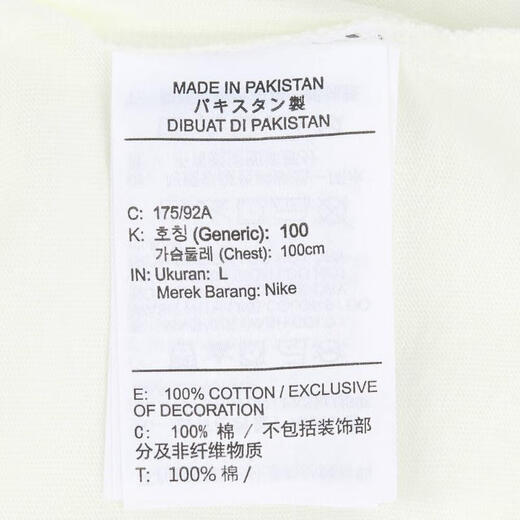 MADE IN PAKISTAN
パキスタン製
DIBUAT DI PAKISTAN
C: 175/92A
K: 호칭 (Generic): 100
가슴둘레 (Chest): 100cm
IN: Ukuran: L
Merek Barang: Nike
E: 100% COTTON / EXCLUSIVE
OF DECORATION
C: 100% 棉 / 不包括装饰部
分及非纤维物质
T: 100% 棉 /